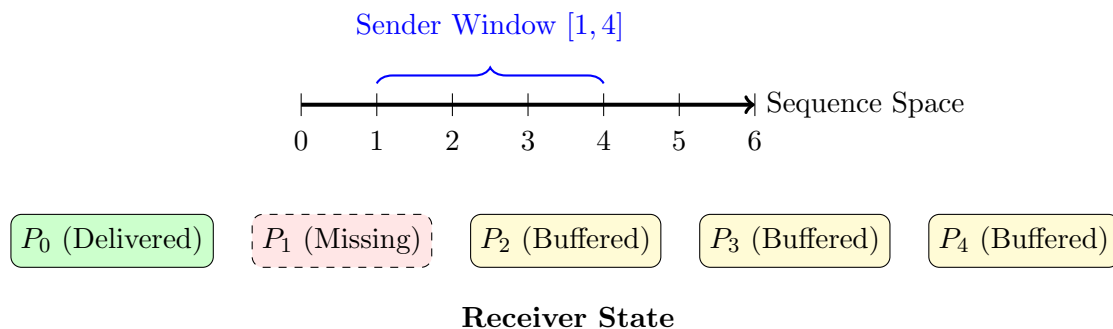 Sender Window [1, 4]
Sequence Space
0 1 2 3 4 5 6
P₀ (Delivered) P₁ (Missing) P₂ (Buffered) P₃ (Buffered) P₄ (Buffered)
Receiver State